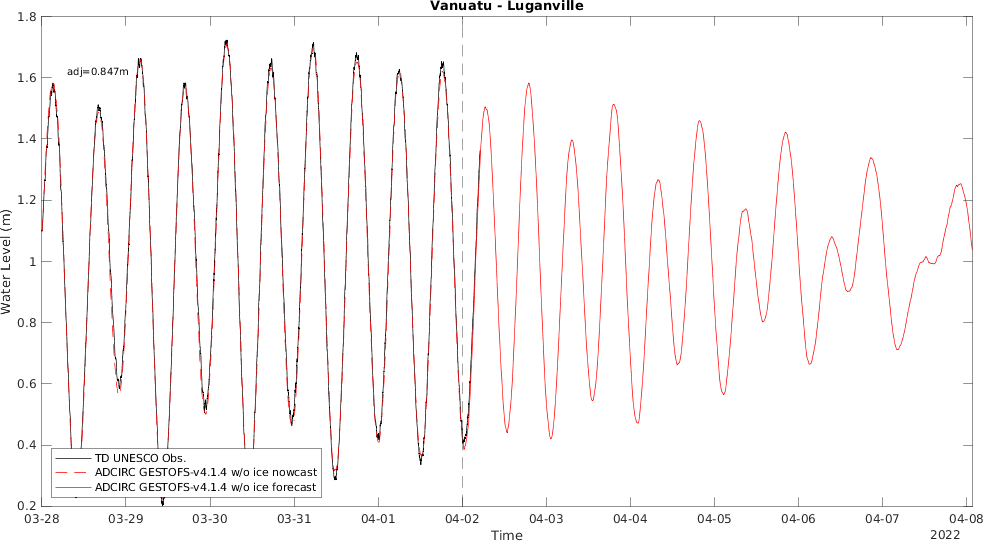 Vanuatu - Luganville
1.8
1.6
1.4
1.2
1
0.8
0.6
0.4
0.2
Water Level (m)
adj=0.847m
TD UNESCO Obs.
ADCIRC GESTOFS-v4.1.4 w/o ice nowcast
ADCIRC GESTOFS-v4.1.4 w/o ice forecast
03-28 03-29 03-30 03-31 04-01 04-02 04-03 04-04 04-05 04-06 04-07 04-08
Time
2022